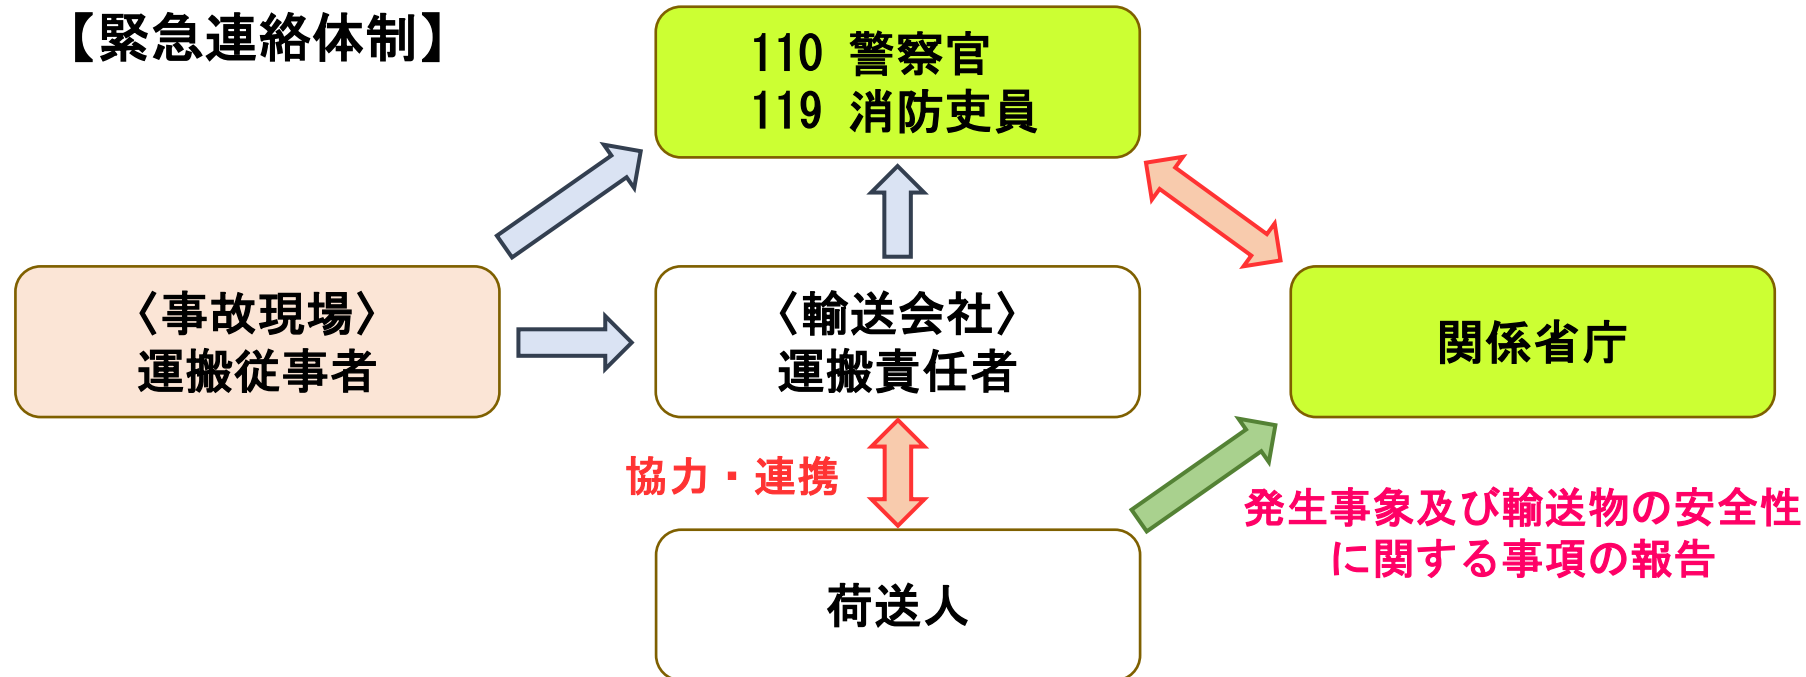 【緊急連絡体制】
110 警察官
119 消防吏員
〈事故現場〉
運搬従事者
〈輸送会社〉
運搬責任者
関係省庁
協力・連携
発生事象及び輸送物の安全性
に関する事項の報告
荷送人